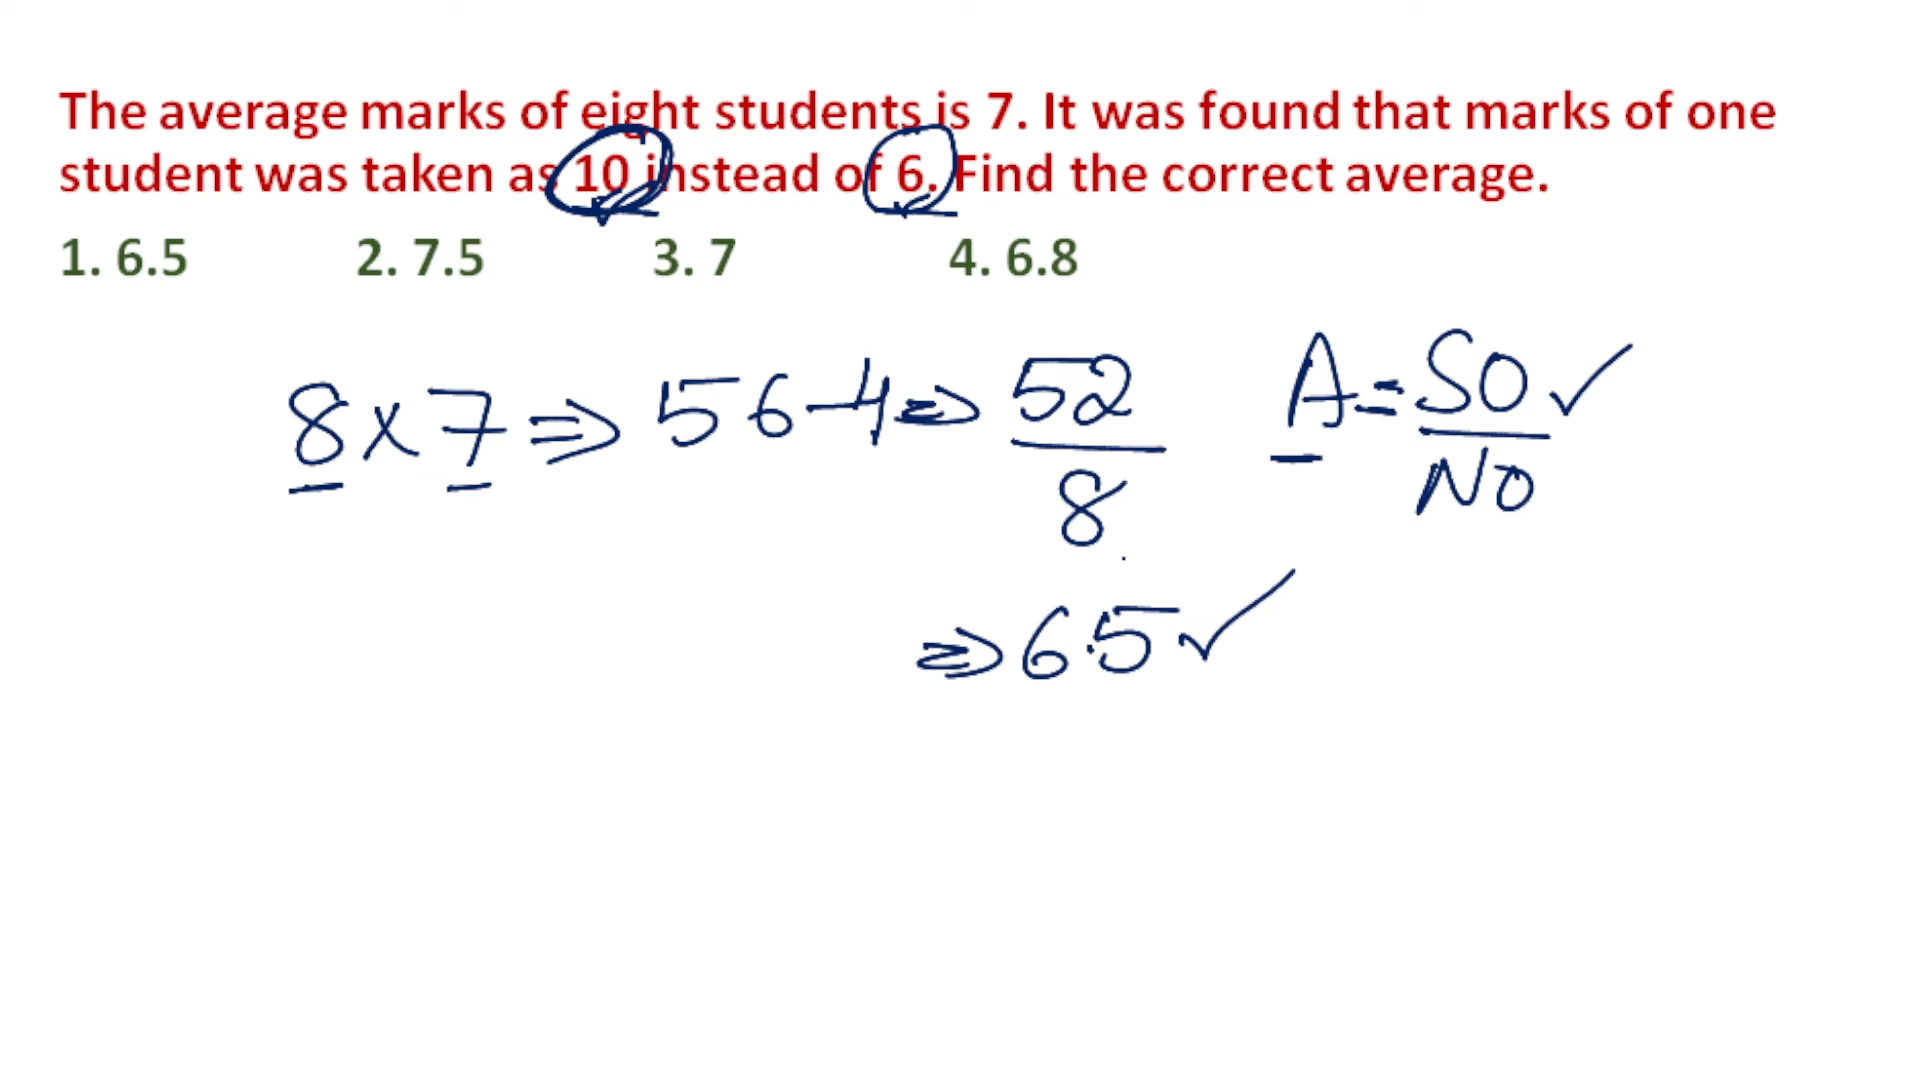 The average marks of eight students is 7. It was found that marks of one
student was taken as 10 instead of 6. Find the correct average.
1. 6.5 2. 7.5 3. 7 4. 6.8
8 × 7 ⇒ 56 - 4 ⇒ 52/8
A = SO/NO ✓
⇒ 6.5 ✓